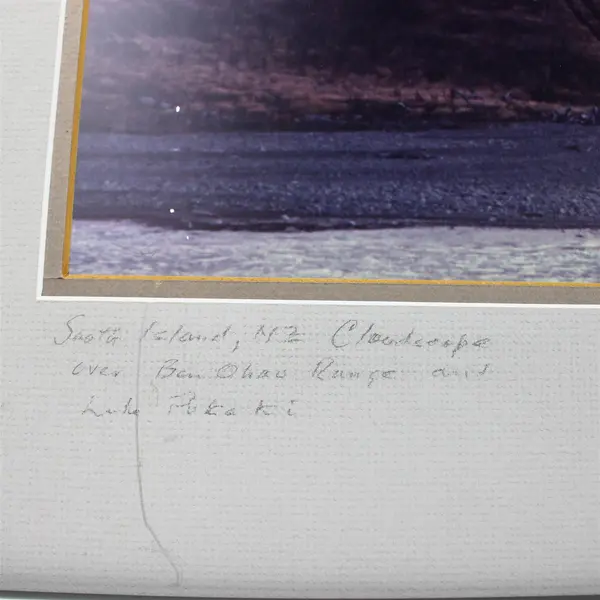 South Island, NZ Cloudscape
over Ben Ohau Range and
Lake Pukaki